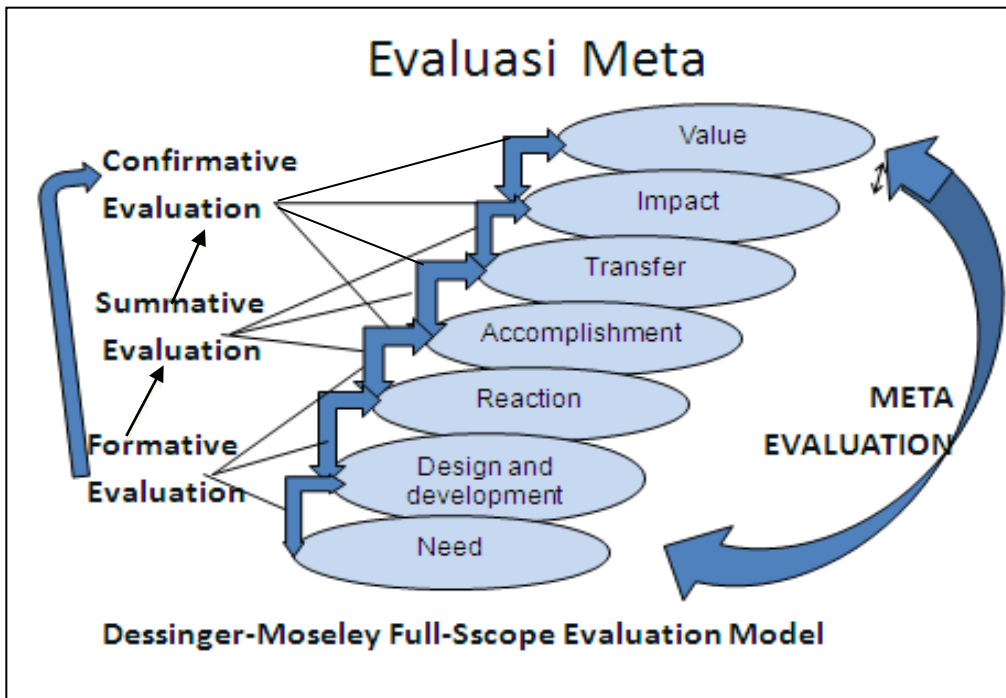 Evaluasi Meta
Confirmative
Evaluation
Summative
Evaluation
Formative
Evaluation
Value
Impact
Transfer
Accomplishment
Reaction
Design and
development
Need
META
EVALUATION
Dessinger-Moseley Full-Sscope Evaluation Model